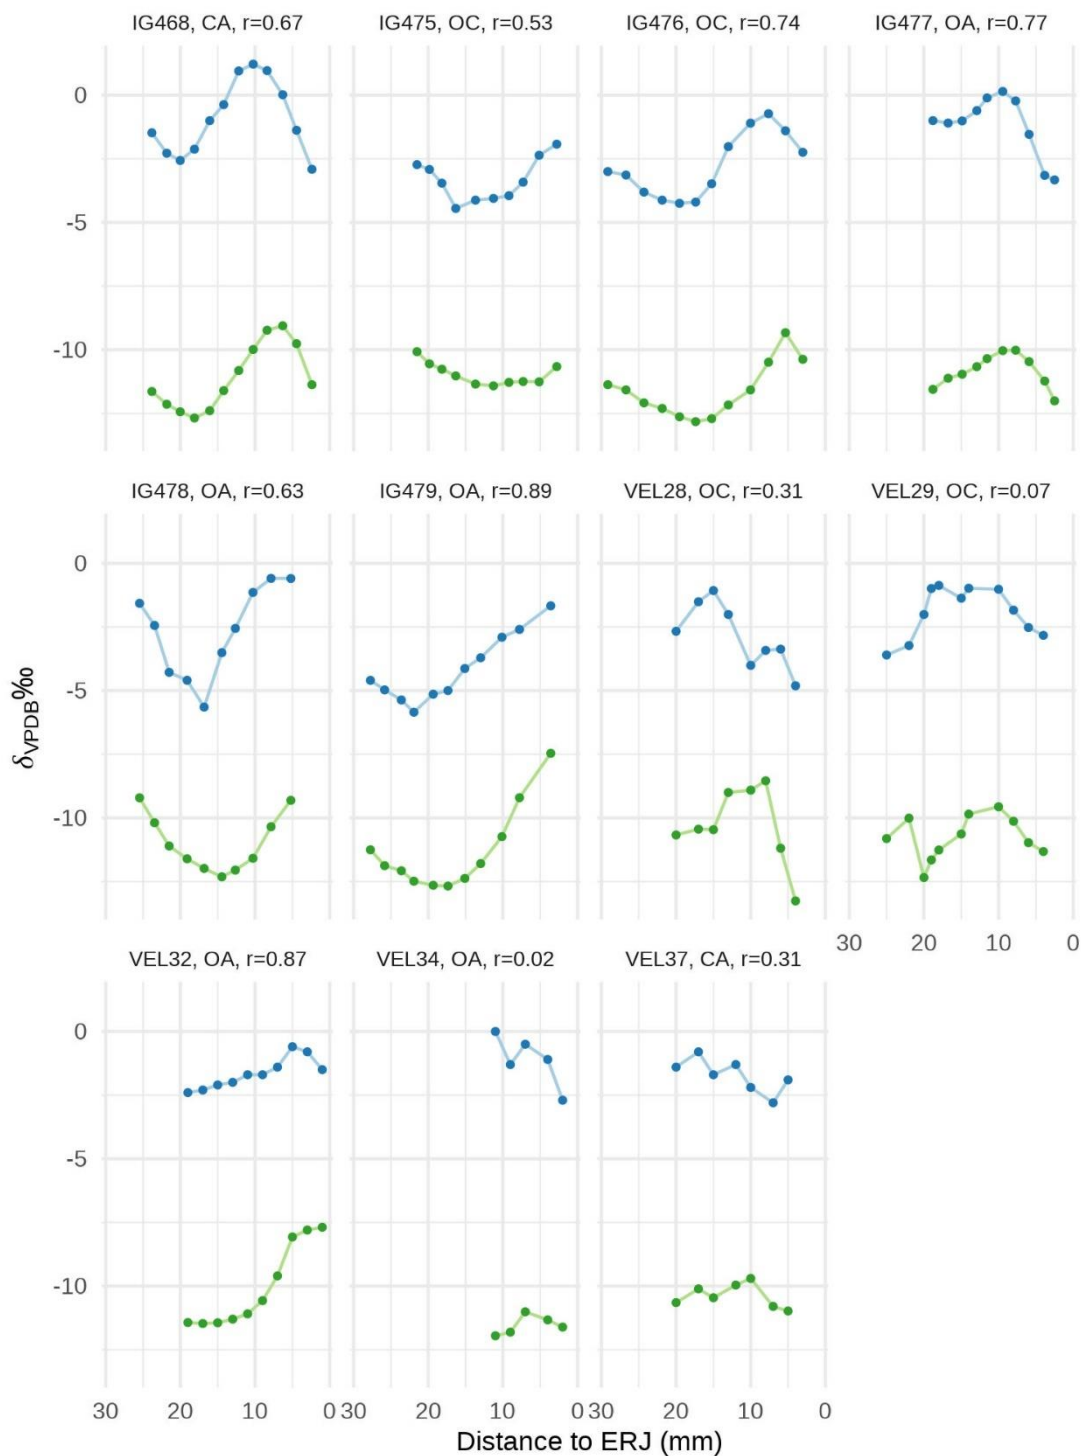 IG468, CA, r=0.67 IG475, OC, r=0.53 IG476, OC, r=0.74 IG477, OA, r=0.77
0
-5
-10
IG478, OA, r=0.63 IG479, OA, r=0.89 VEL28, OC, r=0.31 VEL29, OC, r=0.07
0
-5
-10
30 20 10 0
VEL32, OA, r=0.87 VEL34, OA, r=0.02 VEL37, CA, r=0.31
0
-5
-10
30 20 10 0 30 20 10 0 30 20 10 0
δVPDB‰
Distance to ERJ (mm)